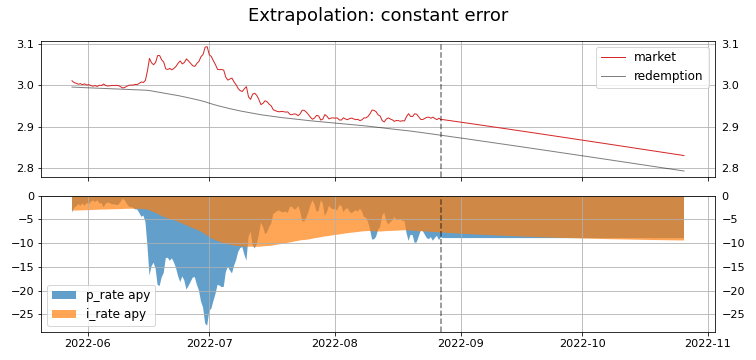 Extrapolation: constant error
3.1 3.1
market
redemption
3.0 3.0
2.9 2.9
2.8 2.8
0 0
−5 −5
−10 −10
−15 −15
−20 −20
−25 −25
p_rate apy
i_rate apy
2022-06 2022-07 2022-08 2022-09 2022-10 2022-11